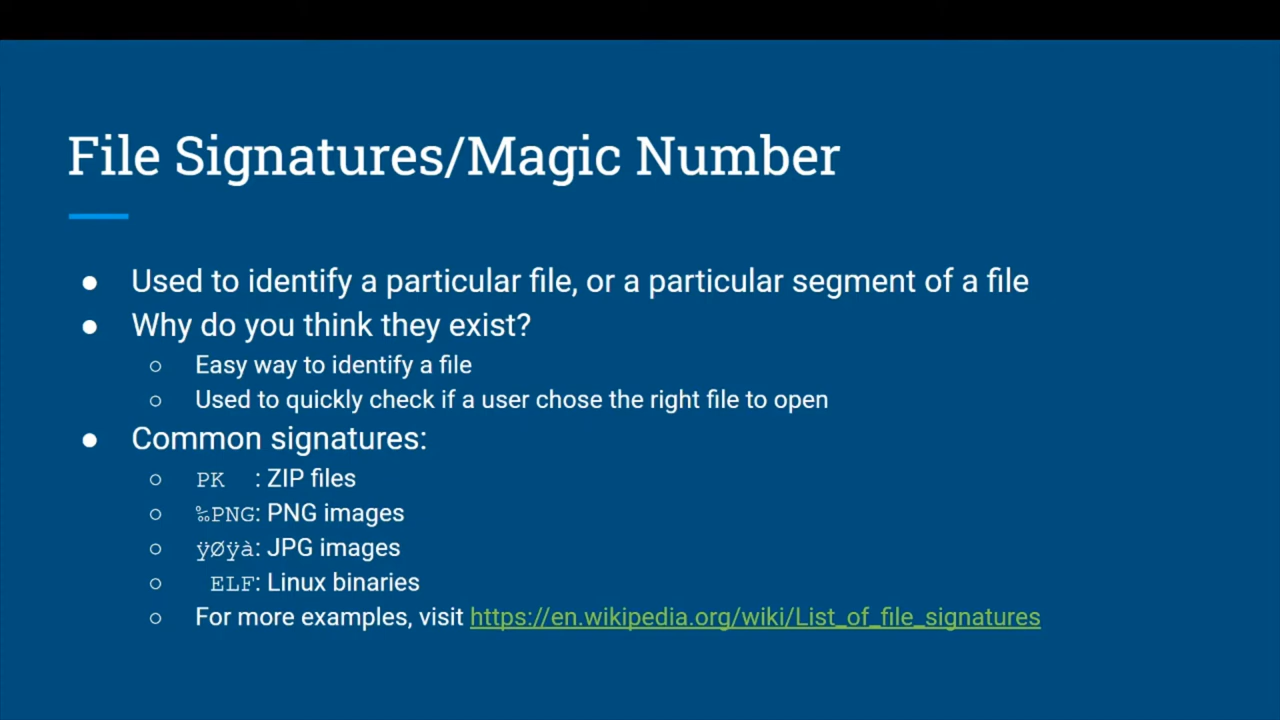 File Signatures/Magic Number
● Used to identify a particular file, or a particular segment of a file
● Why do you think they exist?
○ Easy way to identify a file
○ Used to quickly check if a user chose the right file to open
● Common signatures:
○ PK  : ZIP files
○ ‰PNG: PNG images
○ ÿØÿà: JPG images
○  ELF: Linux binaries
○ For more examples, visit https://en.wikipedia.org/wiki/List_of_file_signatures